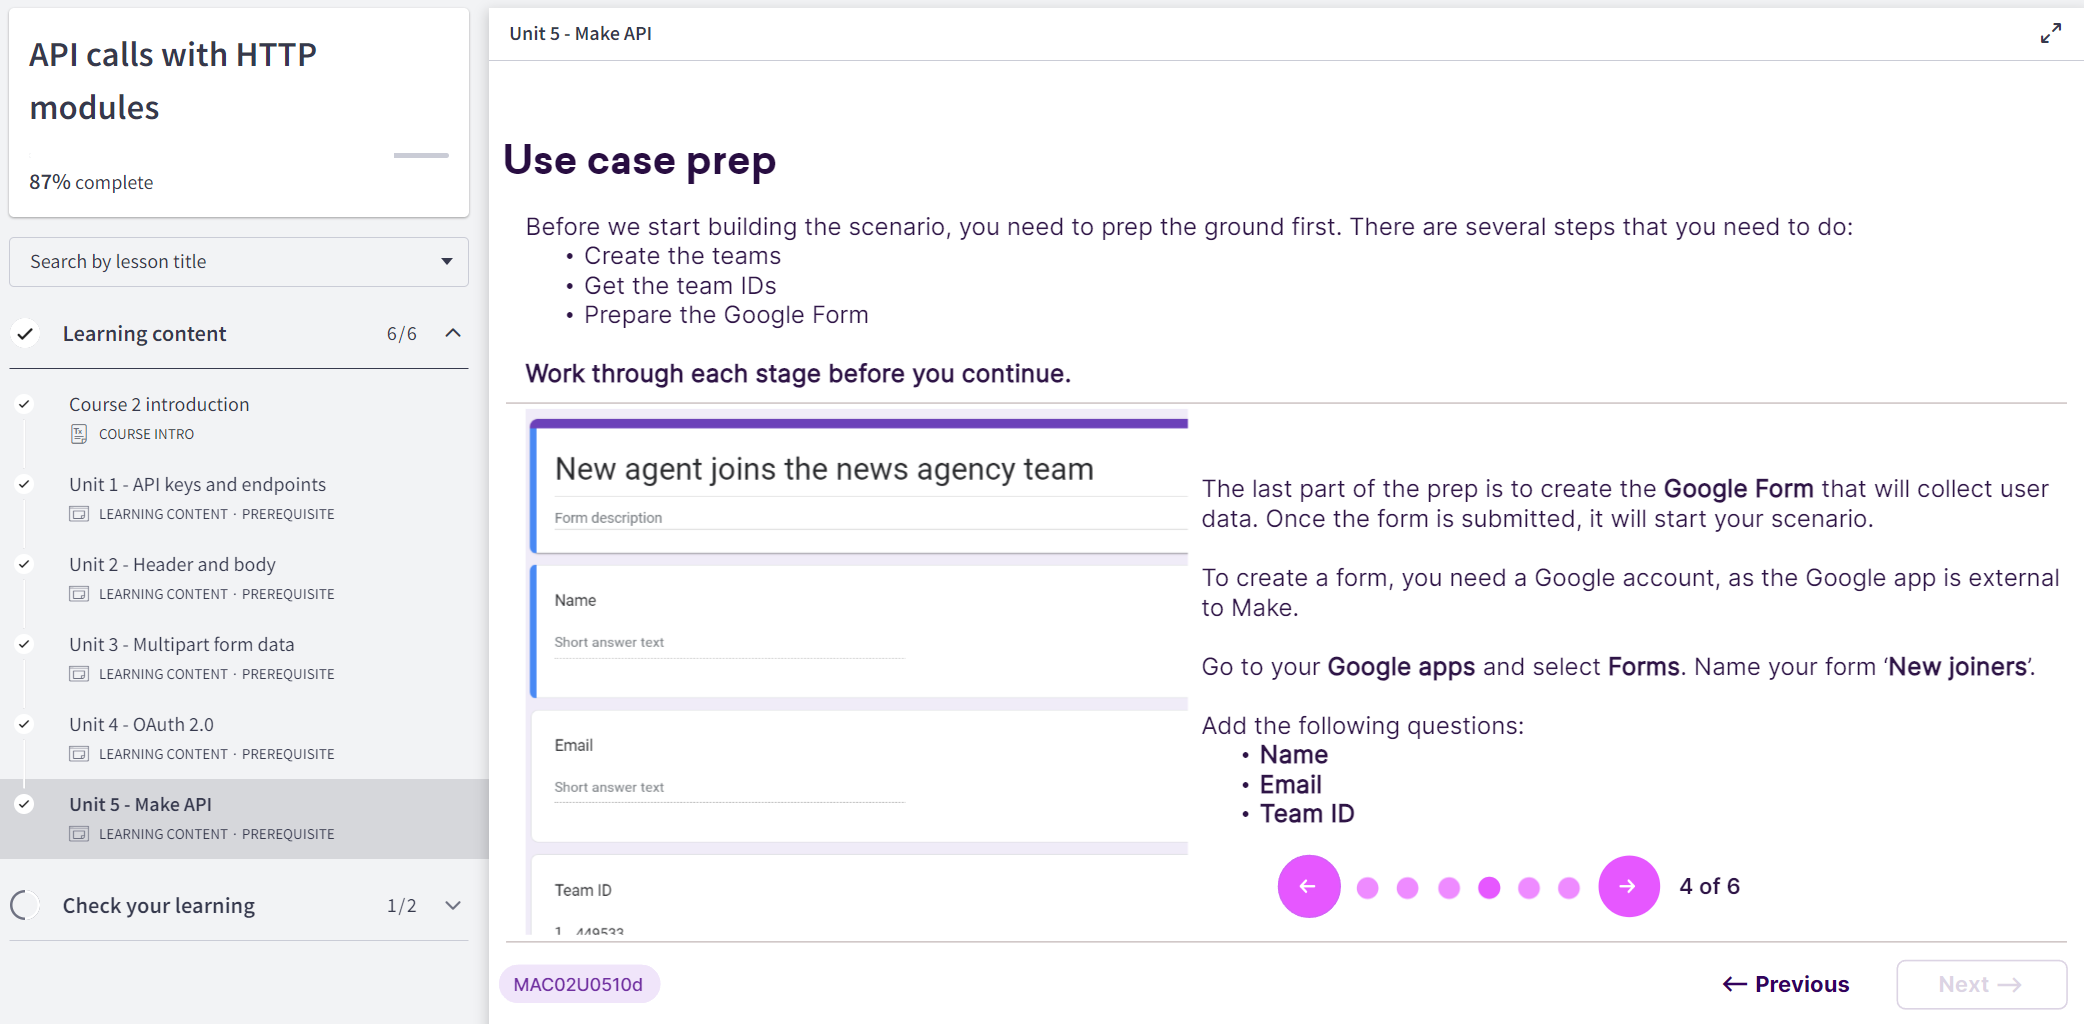 API calls with HTTP
modules
87% complete
Search by lesson title
Learning content 6/6
Course 2 introduction
COURSE INTRO
Unit 1 - API keys and endpoints
LEARNING CONTENT · PREREQUISITE
Unit 2 - Header and body
LEARNING CONTENT · PREREQUISITE
Unit 3 - Multipart form data
LEARNING CONTENT · PREREQUISITE
Unit 4 - OAuth 2.0
LEARNING CONTENT · PREREQUISITE
Unit 5 - Make API
LEARNING CONTENT · PREREQUISITE
Check your learning 1/2
Unit 5 - Make API
Use case prep
Before we start building the scenario, you need to prep the ground first. There are several steps that you need to do:
• Create the teams
• Get the team IDs
• Prepare the Google Form
Work through each stage before you continue.
New agent joins the news agency team
Form description
Name
Short answer text
Email
Short answer text
Team ID
1. 449533
The last part of the prep is to create the Google Form that will collect user
data. Once the form is submitted, it will start your scenario.
To create a form, you need a Google account, as the Google app is external
to Make.
Go to your Google apps and select Forms. Name your form ‘New joiners’.
Add the following questions:
• Name
• Email
• Team ID
4 of 6
MAC02U0510d
← Previous
Next →